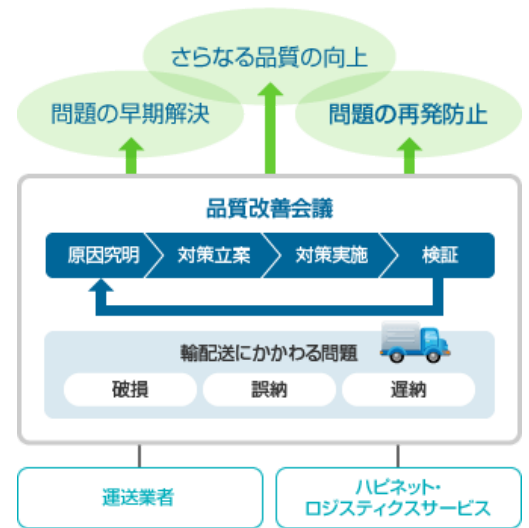 さらなる品質の向上
問題の早期解決
問題の再発防止
品質改善会議
原因究明
対策立案
対策実施
検証
輸配送にかかわる問題
破損
誤納
遅納
運送業者
ハピネット・
ロジスティクスサービス